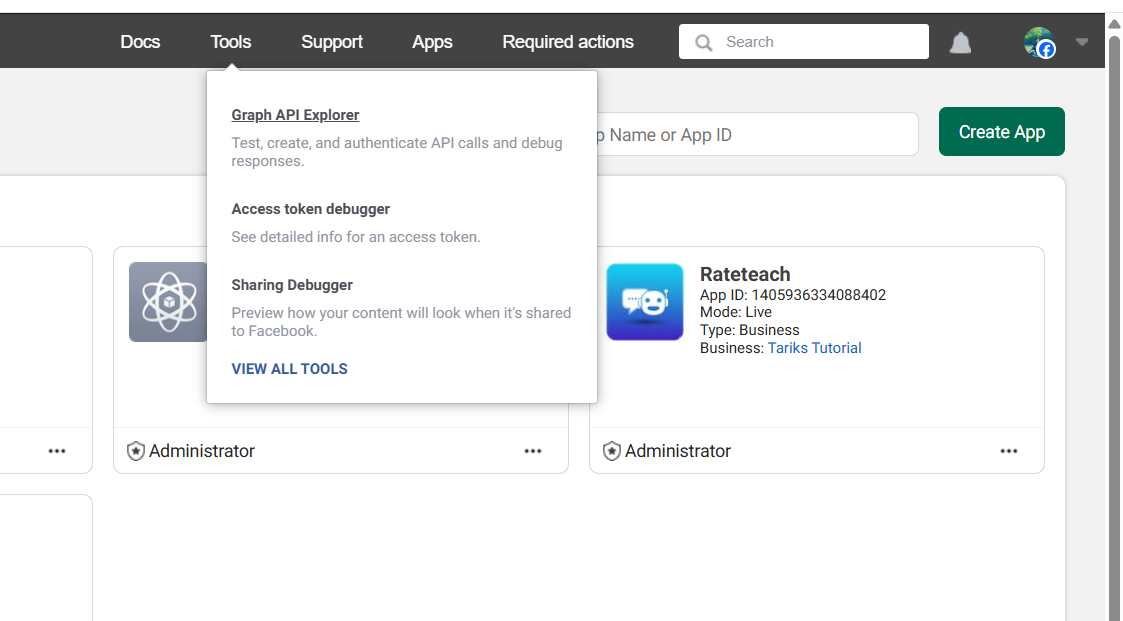 Docs
Tools
Support
Apps
Required actions
Search
Graph API Explorer
Test, create, and authenticate API calls and debug
responses.
Access token debugger
See detailed info for an access token.
Sharing Debugger
Preview how your content will look when it's shared
to Facebook.
VIEW ALL TOOLS
Name or App ID
Create App
Rateteach
App ID: 1405936334088402
Mode: Live
Type: Business
Business: Tariks Tutorial
Administrator
Administrator